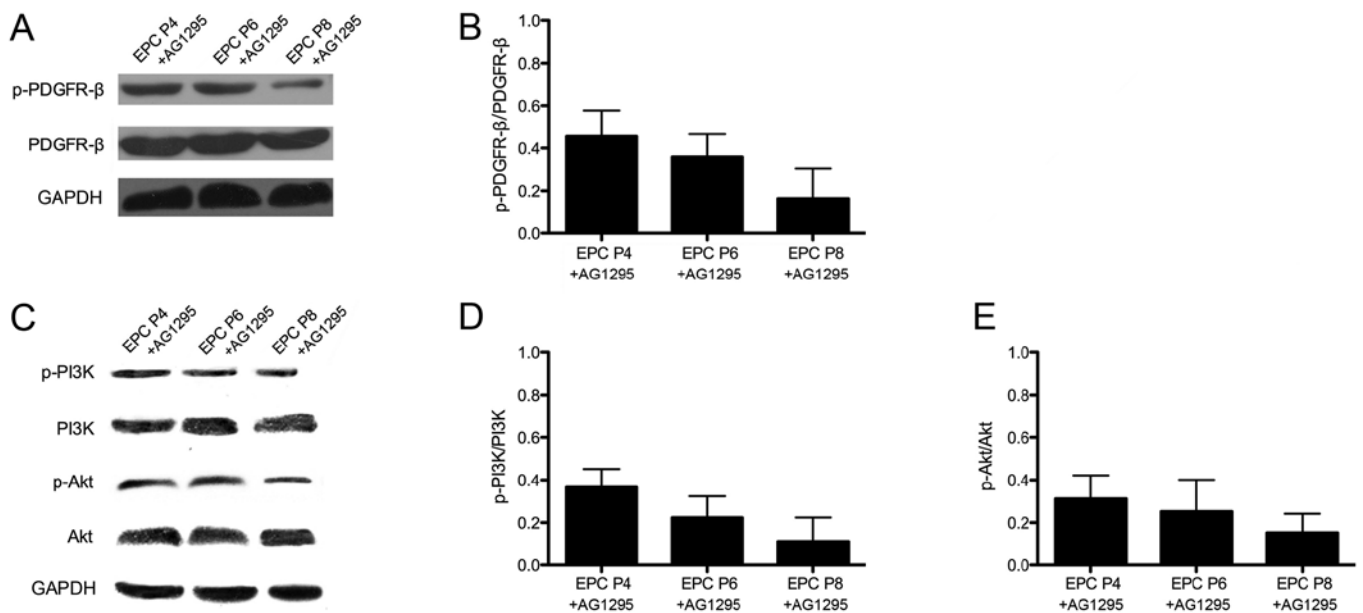 A
EPC P4
+AG1295
EPC P6
+AG1295
EPC P8
+AG1295
p-PDGFR-β
PDGFR-β
GAPDH
B
p-PDGFR-β/PDGFR-β
1.0
0.8
0.6
0.4
0.2
0.0
EPC P4
+AG1295
EPC P6
+AG1295
EPC P8
+AG1295
C
EPC P4
+AG1295
EPC P6
+AG1295
EPC P8
+AG1295
p-PI3K
PI3K
p-Akt
Akt
GAPDH
D
p-PI3K/PI3K
1.0
0.8
0.6
0.4
0.2
0.0
EPC P4
+AG1295
EPC P6
+AG1295
EPC P8
+AG1295
E
p-Akt/Akt
1.0
0.8
0.6
0.4
0.2
0.0
EPC P4
+AG1295
EPC P6
+AG1295
EPC P8
+AG1295